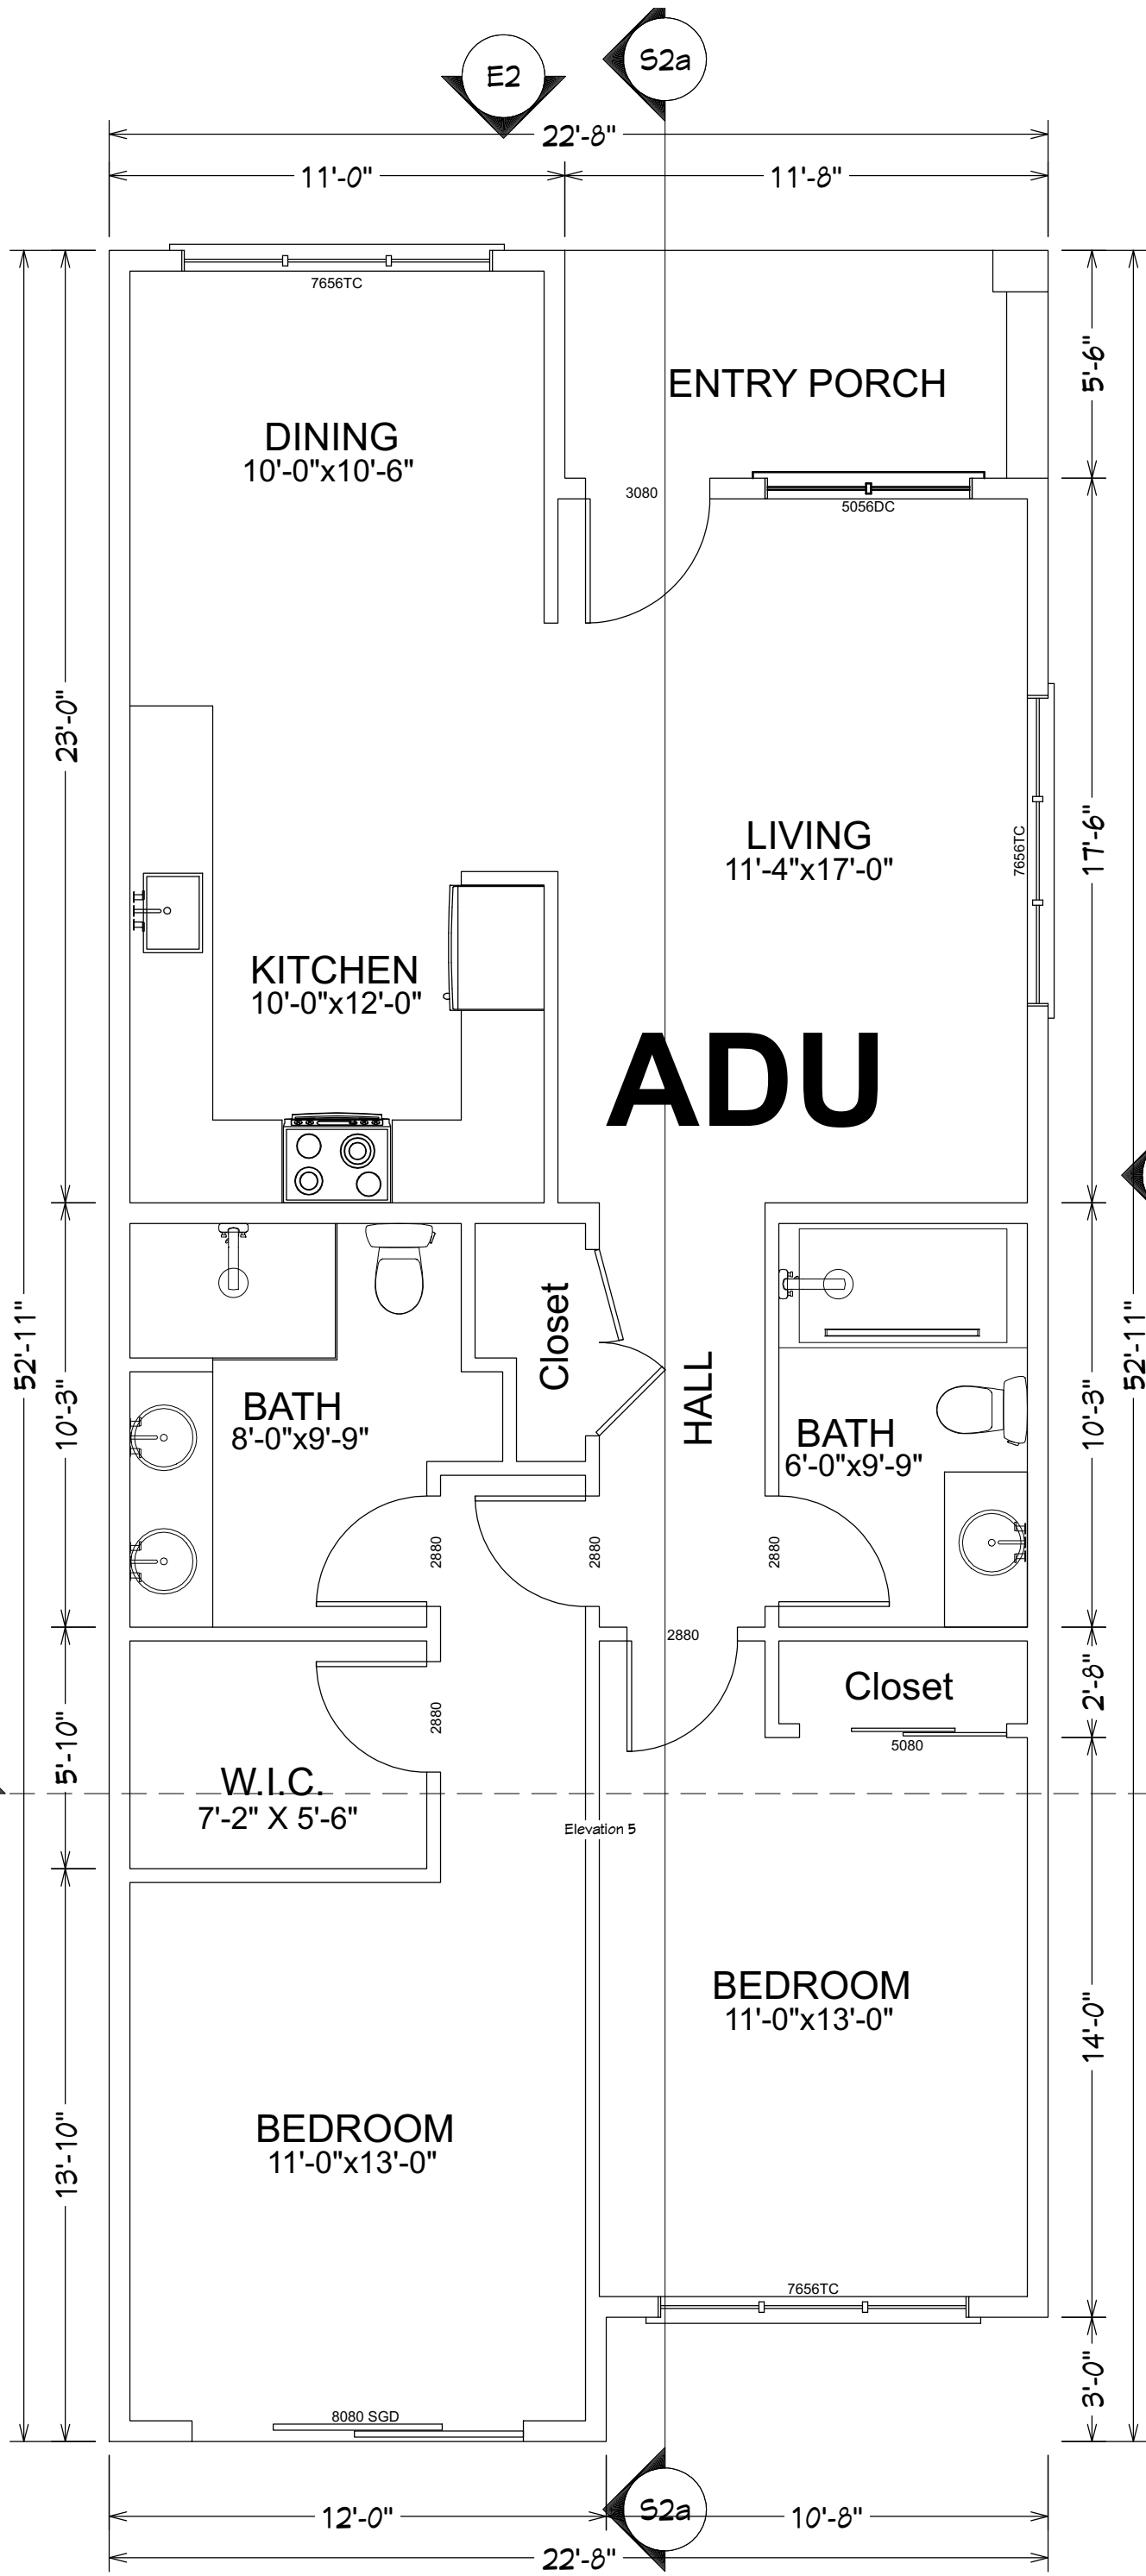 E2
S2a
22'-8"
11'-0"
11'-8"
7656TC
ENTRY PORCH
5'-6"
DINING
10'-0"x10'-6"
3080
5056DC
23'-0"
LIVING
11'-4"x17'-0"
7656TC
17'-6"
KITCHEN
10'-0"x12'-0"
ADU
52'-11"
52'-11"
10'-3"
Closet
HALL
10'-3"
BATH
8'-0"x9'-9"
BATH
6'-0"x9'-9"
2880
2880
2880
2880
Closet
2'-8"
5080
2880
5'-10"
W.I.C.
7'-2" X 5'-6"
Elevation 5
BEDROOM
11'-0"x13'-0"
14'-0"
BEDROOM
11'-0"x13'-0"
13'-10"
7656TC
3'-0"
8080 SGD
12'-0"
S2a
10'-8"
22'-8"